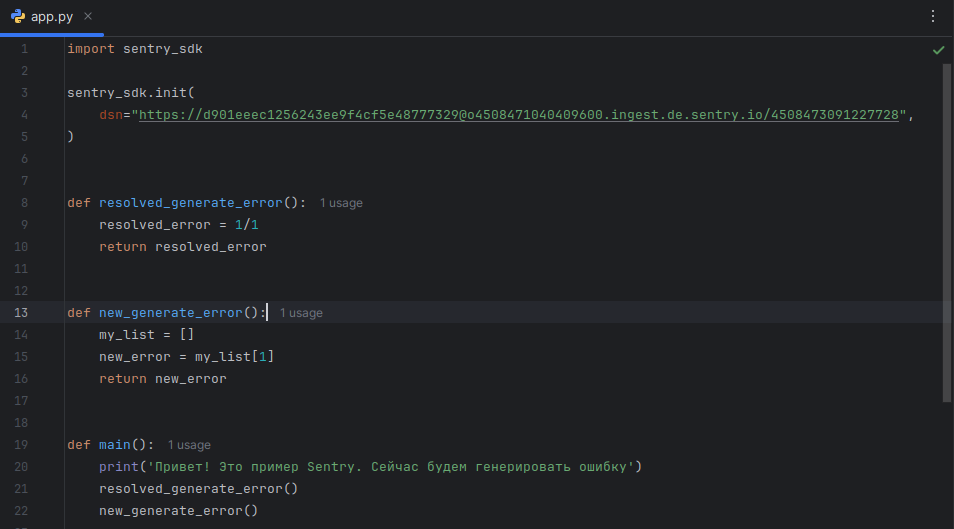 app.py
1 import sentry_sdk
2
3 sentry_sdk.init(
4     dsn="https://d901eeec1256243ee9f4cf5e48777329@o4508471040409600.ingest.de.sentry.io/4508473091227728",
5 )
6
7
8 def resolved_generate_error(): 1 usage
9     resolved_error = 1/1
10     return resolved_error
11
12
13 def new_generate_error(): 1 usage
14     my_list = []
15     new_error = my_list[1]
16     return new_error
17
18
19 def main(): 1 usage
20     print('Привет! Это пример Sentry. Сейчас будем генерировать ошибку')
21     resolved_generate_error()
22     new_generate_error()